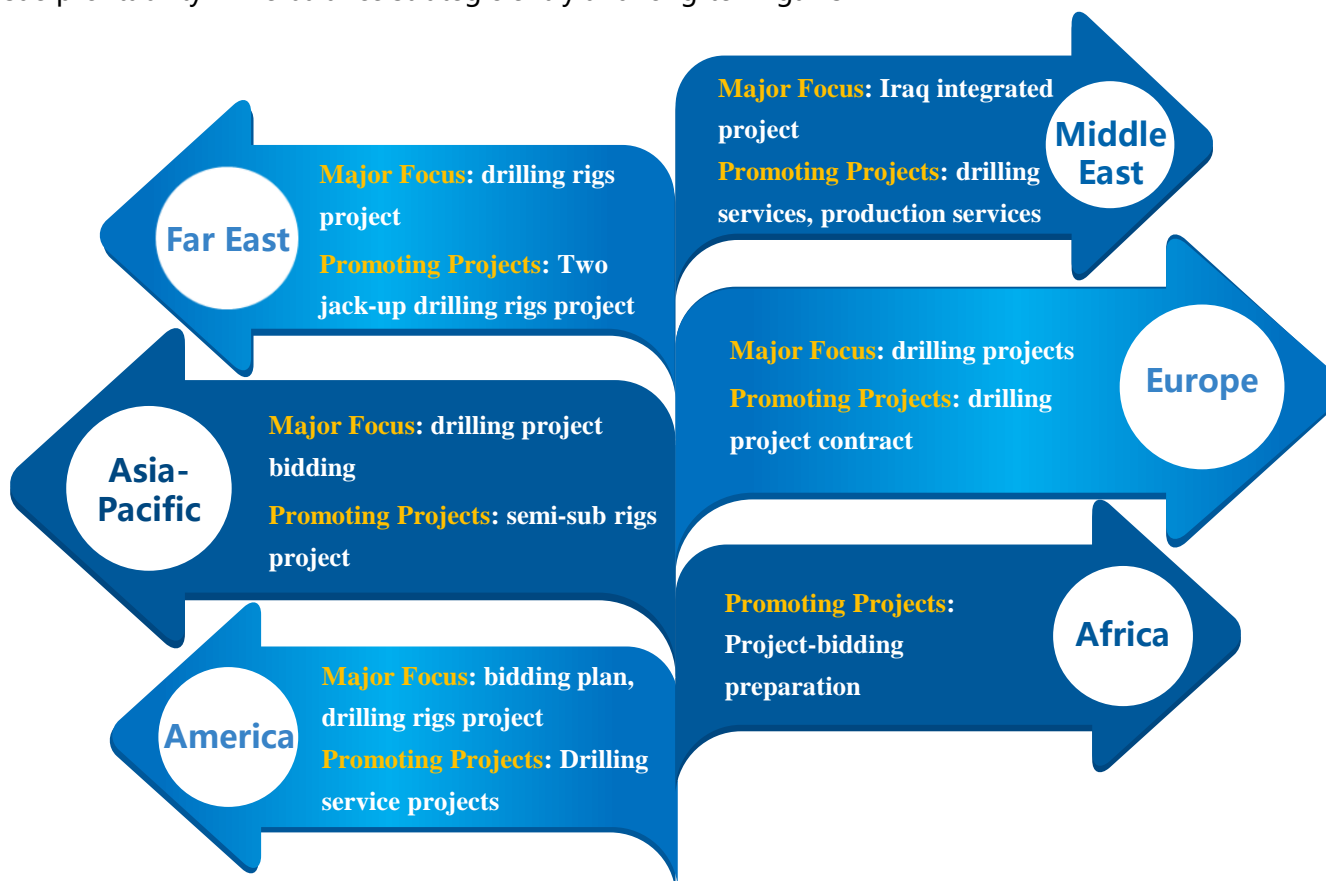 Far East
Major Focus: drilling rigs
project
Promoting Projects: Two
jack-up drilling rigs project
Asia-
Pacific
Major Focus: drilling project
bidding
Promoting Projects: semi-sub rigs
project
America
Major Focus: bidding plan,
drilling rigs project
Promoting Projects: Drilling
service projects
Major Focus: Iraq integrated
project
Promoting Projects: drilling
services, production services
Middle
East
Major Focus: drilling projects
Promoting Projects: drilling
project contract
Europe
Promoting Projects:
Project-bidding
preparation
Africa